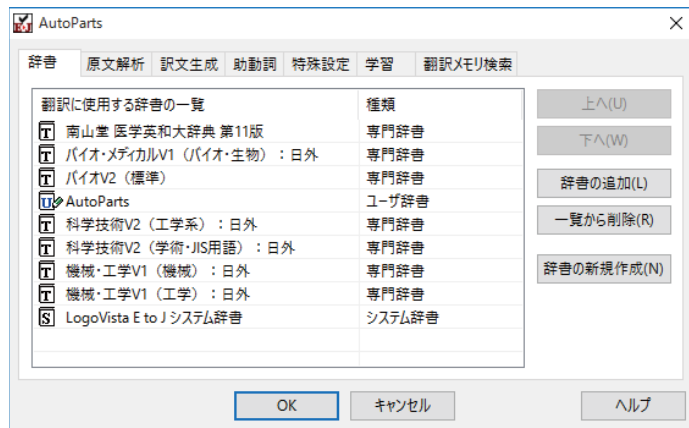 AutoParts
辞書 原文解析 訳文生成 助動詞 特殊設定 学習 翻訳メモリ検索
翻訳に使用する辞書の一覧 種類
T 南山堂 医学英和大辞典 第11版 専門辞書
T バイオ・メディカルV1（バイオ・生物）：日外 専門辞書
T バイオV2（標準） 専門辞書
U AutoParts ユーザ辞書
T 科学技術V2（工学系）：日外 専門辞書
T 科学技術V2（学術・JIS用語）：日外 専門辞書
T 機械・工学V1（機械）：日外 専門辞書
T 機械・工学V1（工学）：日外 専門辞書
S LogoVista E to J システム辞書 システム辞書
上へ(U)
下へ(W)
辞書の追加(L)
一覧から削除(R)
辞書の新規作成(N)
OK キャンセル ヘルプ